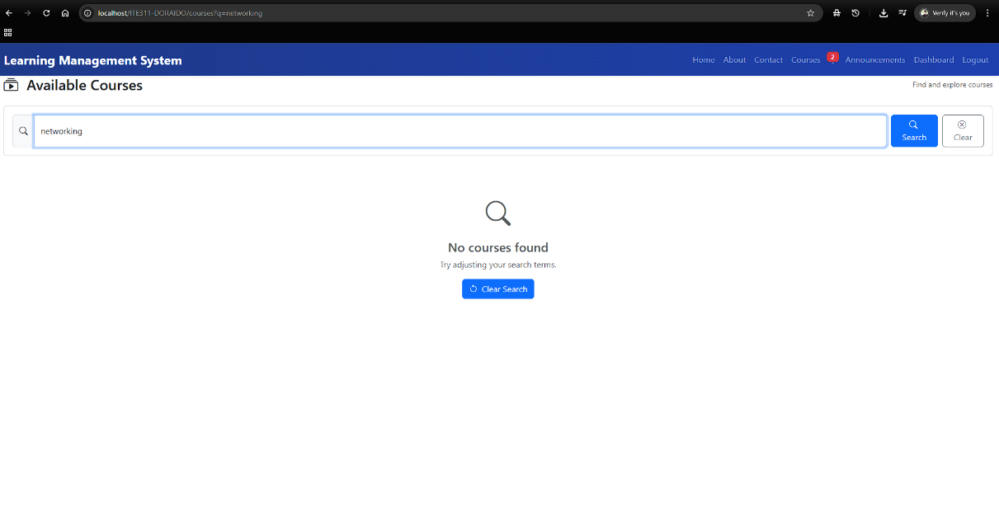 localhost/ITE311-DORAIDO/courses?q=networking
Verify it's you
Learning Management System
Home About Contact Courses 2 Announcements Dashboard Logout
Available Courses
Find and explore courses
networking
Search
Clear
No courses found
Try adjusting your search terms.
Clear Search